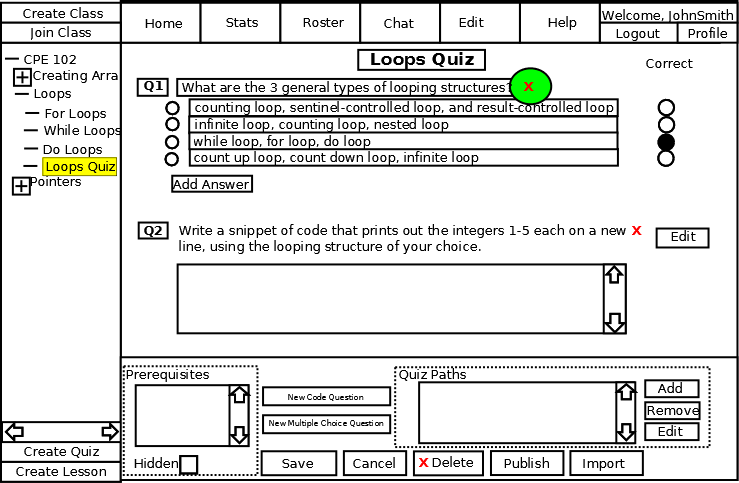 Create Class
Join Class
Home
Stats
Roster
Chat
Edit
Help
Welcome, JohnSmith
Logout
Profile
CPE 102
Creating Arra
Loops
For Loops
While Loops
Do Loops
Loops Quiz
Pointers
Create Quiz
Create Lesson
Loops Quiz
Correct
Q1 What are the 3 general types of looping structures? X
counting loop, sentinel-controlled loop, and result-controlled loop
infinite loop, counting loop, nested loop
while loop, for loop, do loop
count up loop, count down loop, infinite loop
Add Answer
Q2 Write a snippet of code that prints out the integers 1-5 each on a new X
line, using the looping structure of your choice.
Edit
Prerequisites
Hidden
New Code Question
New Multiple Choice Question
Quiz Paths
Add
Remove
Edit
Save
Cancel
X Delete
Publish
Import